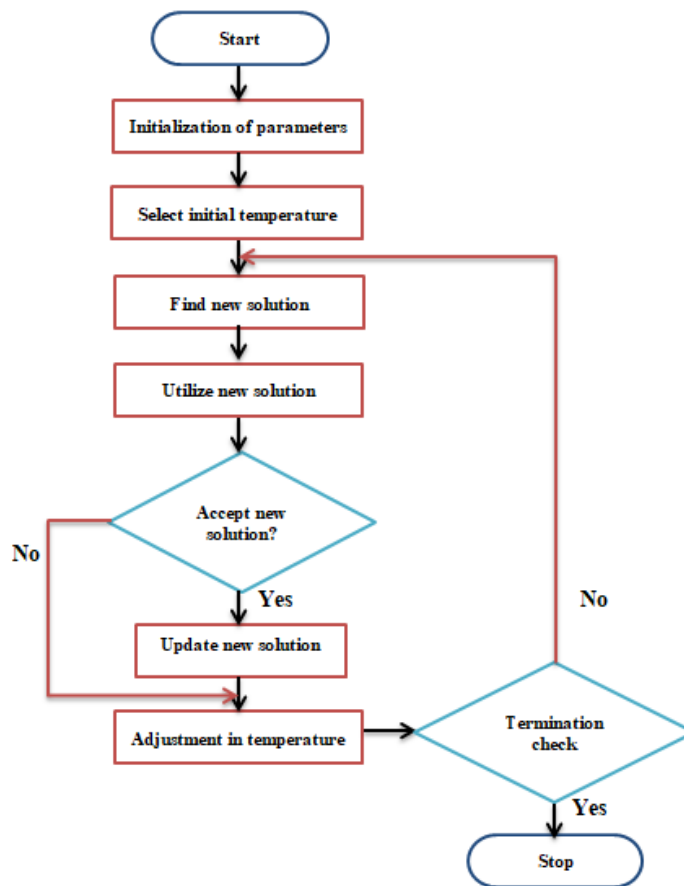 Start
Initialization of parameters
Select initial temperature
Find new solution
Utilize new solution
Accept new
solution?
No
Yes
Update new solution
Adjustment in temperature
No
Termination
check
Yes
Stop